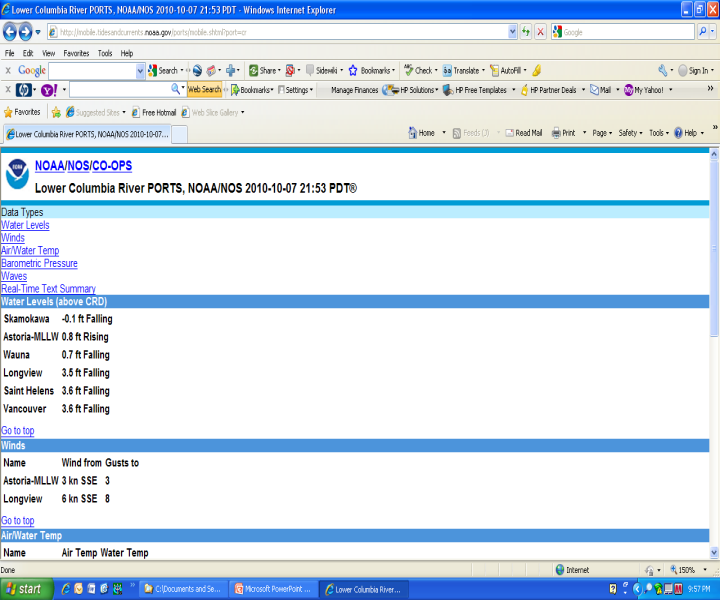 Lower Columbia River PORTS, NOAA/NOS 2010-10-07 21:53 PDT - Windows Internet Explorer
http://mobile.tidesandcurrents.noaa.gov/ports/mobile.shtml?port=cr
Google
File Edit View Favorites Tools Help
x Google Search Share Sidewiki Bookmarks Check Translate AutoFill Sign In
x Web Search Bookmarks Settings Manage Finances HP Solutions HP Free Templates HP Partner Deals Mail My Yahoo! »
Favorites Suggested Sites Free Hotmail Web Slice Gallery
Lower Columbia River PORTS, NOAA/NOS 2010-10-07... Home Feeds (J) Read Mail Print Page Safety Tools Help »
NOAA/NOS/CO-OPS
Lower Columbia River PORTS, NOAA/NOS 2010-10-07 21:53 PDT®
Data Types
Water Levels
Winds
Air/Water Temp
Barometric Pressure
Waves
Real-Time Text Summary
Water Levels (above CRD)
Skamokawa -0.1 ft Falling
Astoria-MLLW 0.8 ft Rising
Wauna 0.7 ft Falling
Longview 3.5 ft Falling
Saint Helens 3.6 ft Falling
Vancouver 3.6 ft Falling
Go to top
Winds
Name Wind from Gusts to
Astoria-MLLW 3 kn SSE 3
Longview 6 kn SSE 8
Go to top
Air/Water Temp
Name Air Temp Water Temp
Done Internet 150%
start » C:\Documents and Se... Microsoft PowerPoint ... Lower Columbia River... 9:57 PM